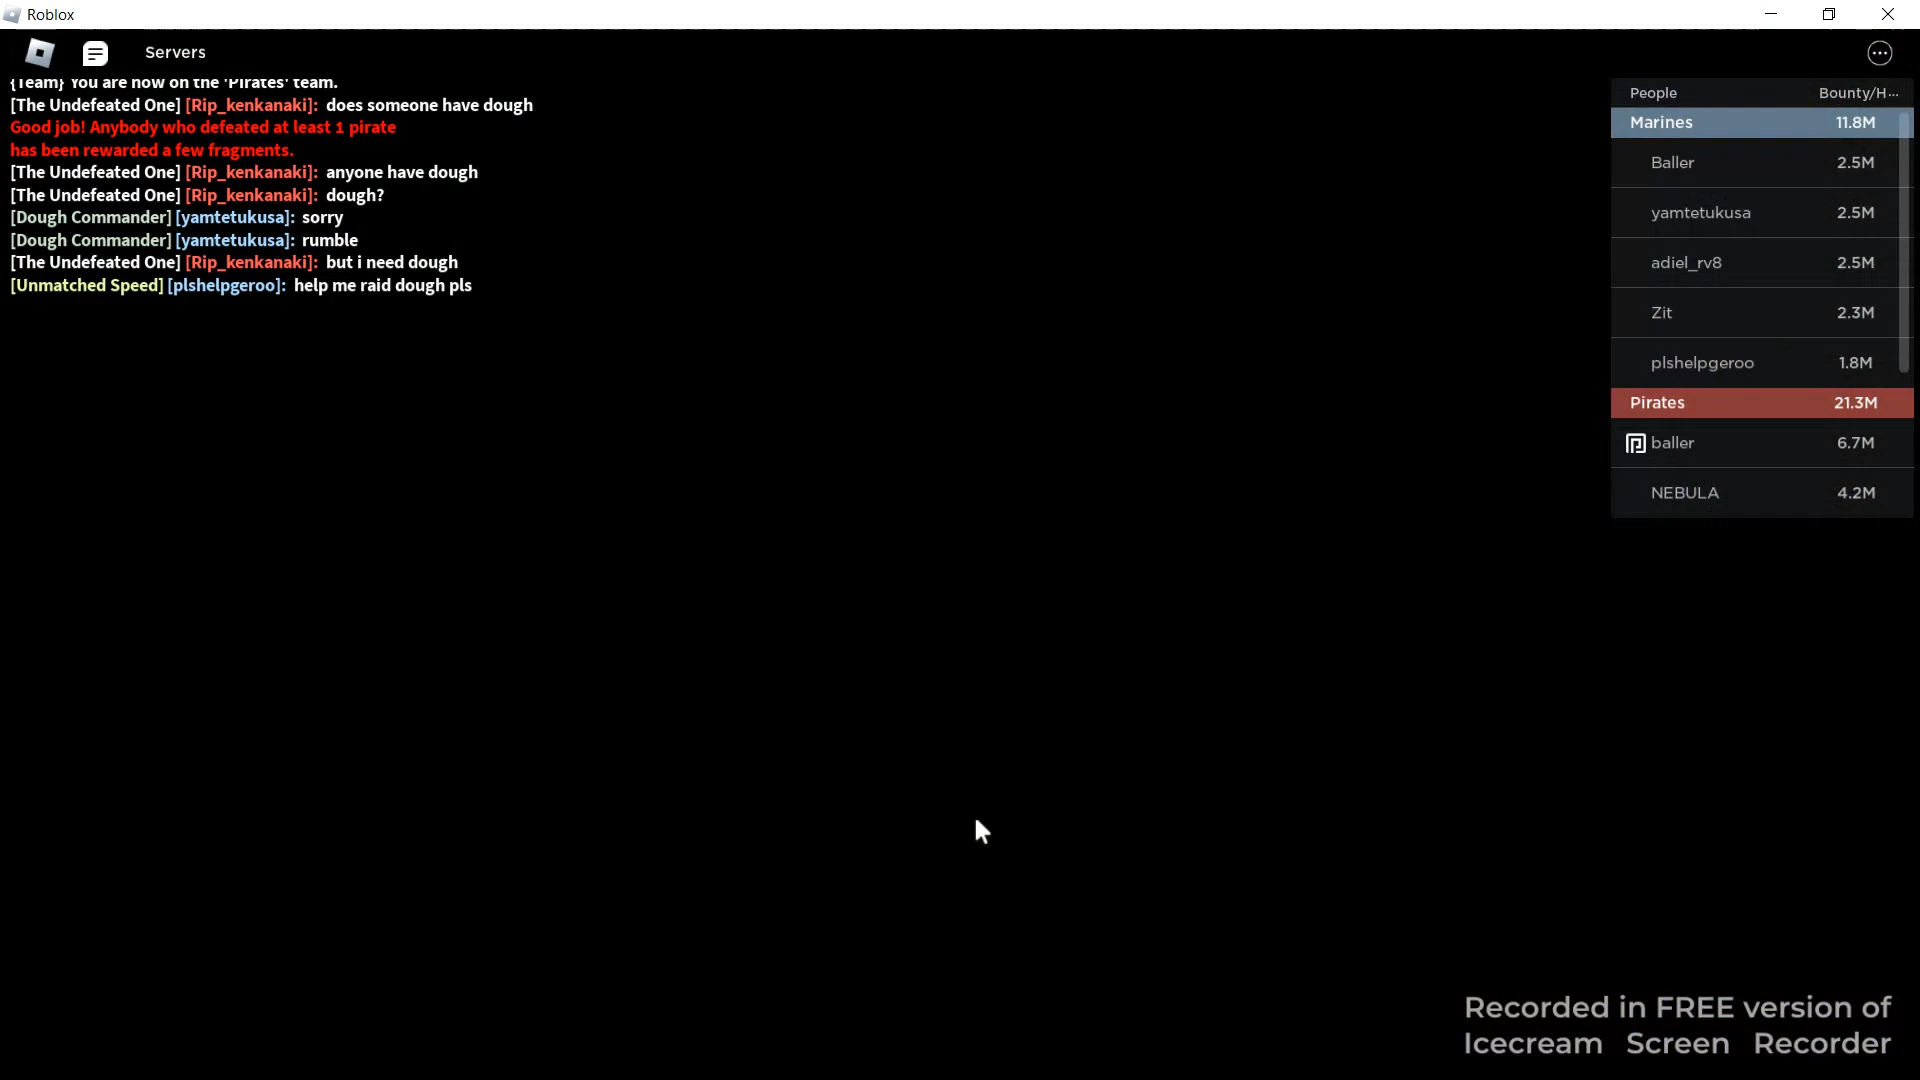 Roblox
Servers
{Team} You are now on the 'Pirates' team.
[The Undefeated One] [Rip_kenkanaki]: does someone have dough
Good job! Anybody who defeated at least 1 pirate
has been rewarded a few fragments.
[The Undefeated One] [Rip_kenkanaki]: anyone have dough
[The Undefeated One] [Rip_kenkanaki]: dough?
[Dough Commander] [yamtetukusa]: sorry
[Dough Commander] [yamtetukusa]: rumble
[The Undefeated One] [Rip_kenkanaki]: but i need dough
[Unmatched Speed] [plshelpgeroo]: help me raid dough pls
People Bounty/H...
Marines 11.8M
Baller 2.5M
yamtetukusa 2.5M
adiel_rv8 2.5M
Zit 2.3M
plshelpgeroo 1.8M
Pirates 21.3M
baller 6.7M
NEBULA 4.2M
Recorded in FREE version of
Icecream Screen Recorder